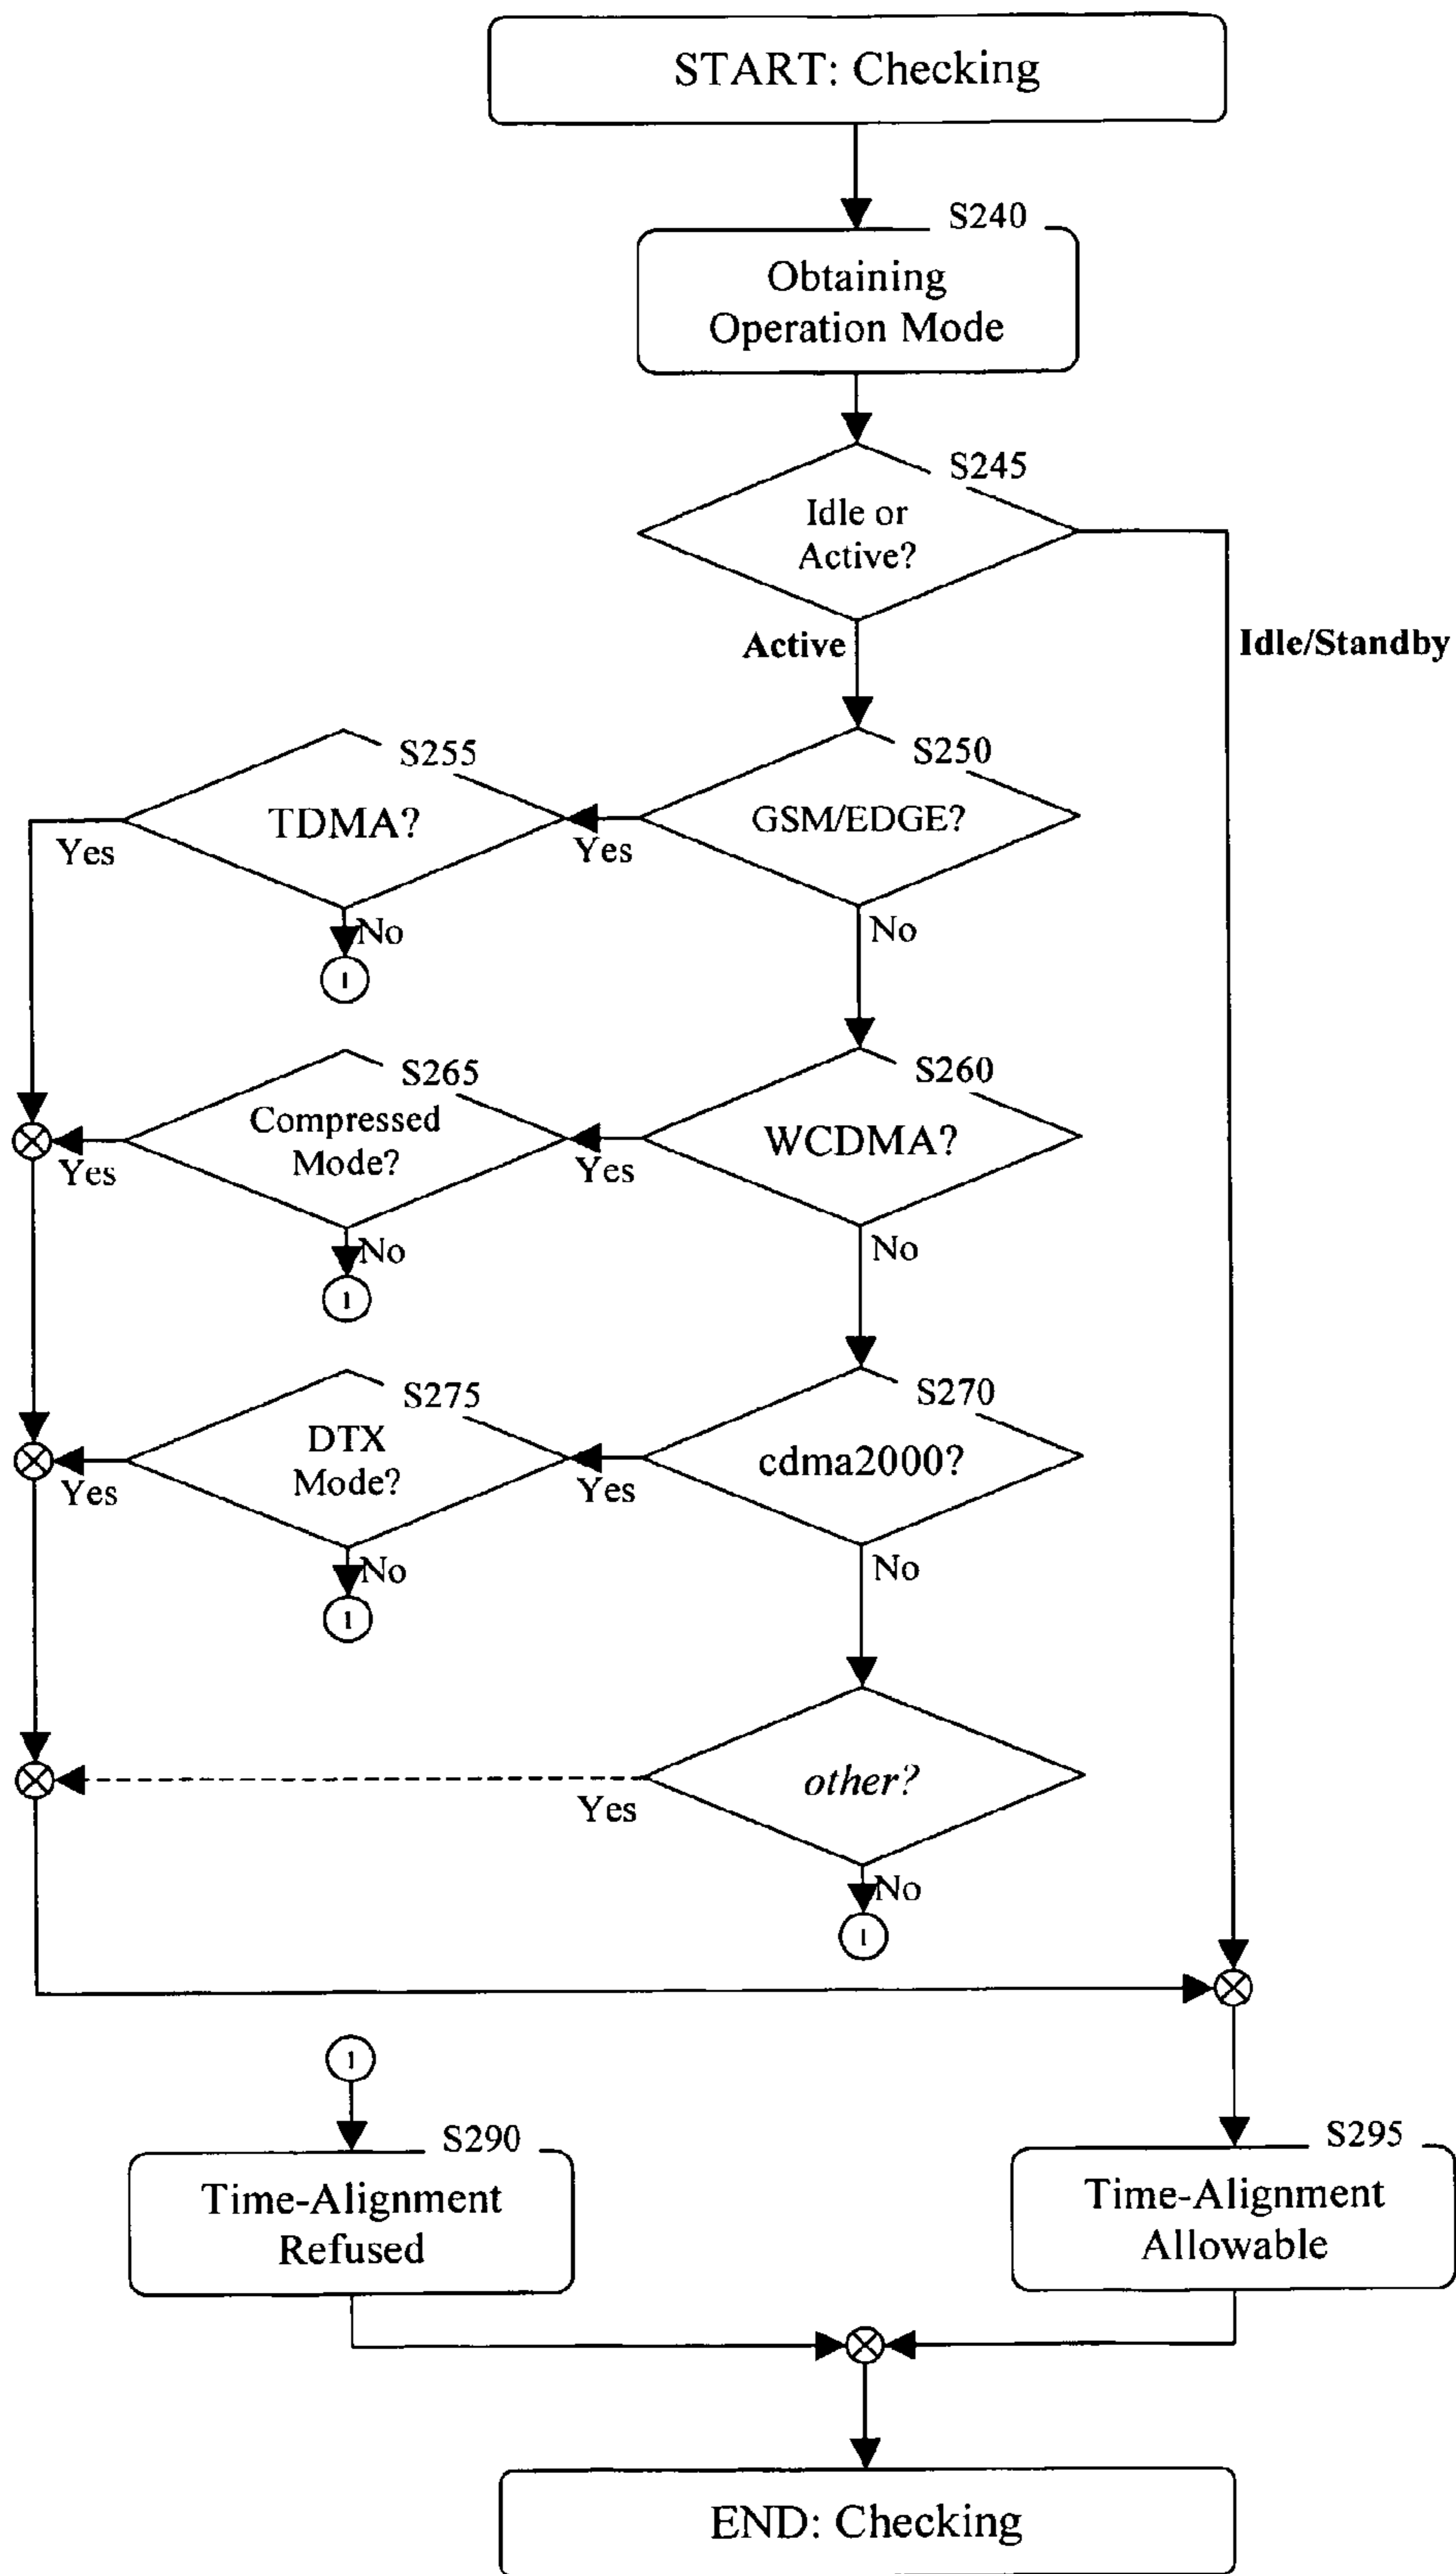 START: Checking
S240
Obtaining
Operation Mode
S245
Idle or
Active?
Active
Idle/Standby
S255
S250
TDMA?
GSM/EDGE?
Yes
Yes
No
No
1
S265
S260
Compressed
Mode?
WCDMA?
Yes
Yes
No
No
1
S275
S270
DTX
Mode?
cdma2000?
Yes
Yes
No
No
1
other?
Yes
No
1
1
S290
S295
Time-Alignment
Refused
Time-Alignment
Allowable
END: Checking